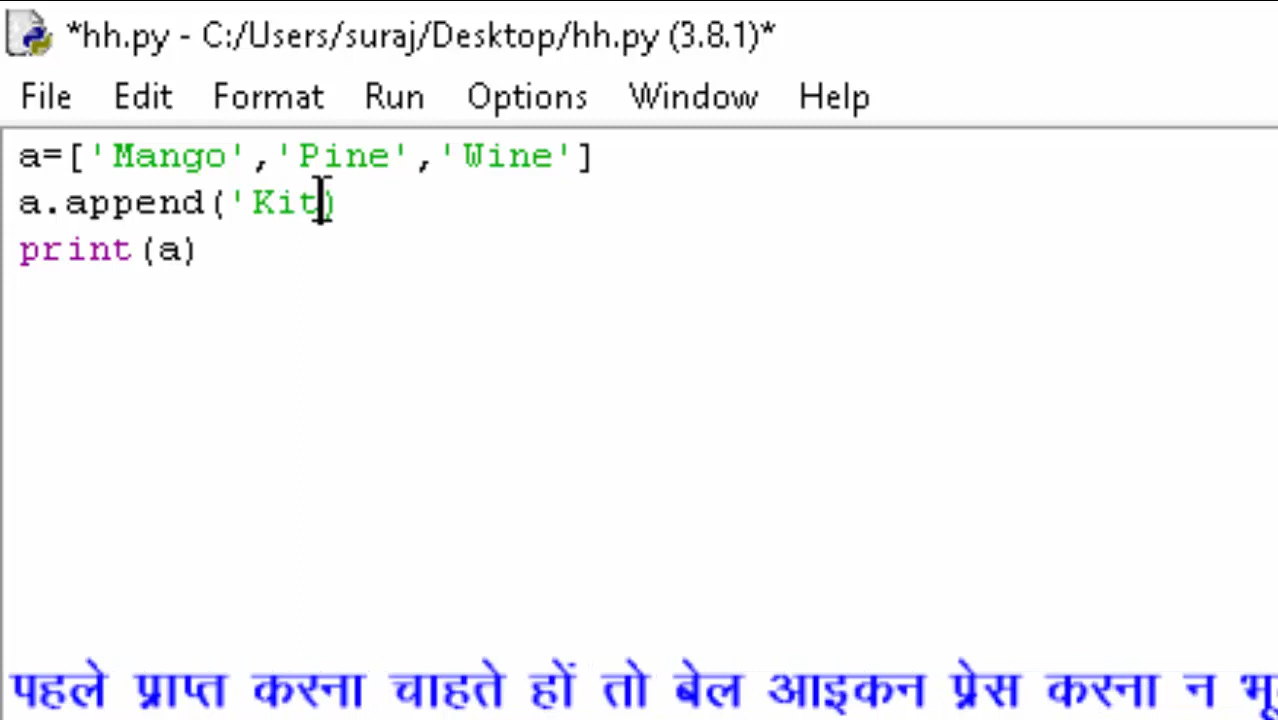 *hh.py - C:/Users/suraj/Desktop/hh.py (3.8.1)*
File Edit Format Run Options Window Help
a=['Mango','Pine','Wine']
a.append('Kit)
print(a)
पहले प्राप्त करना चाहते हों तो बेल आइकन प्रेस करना न